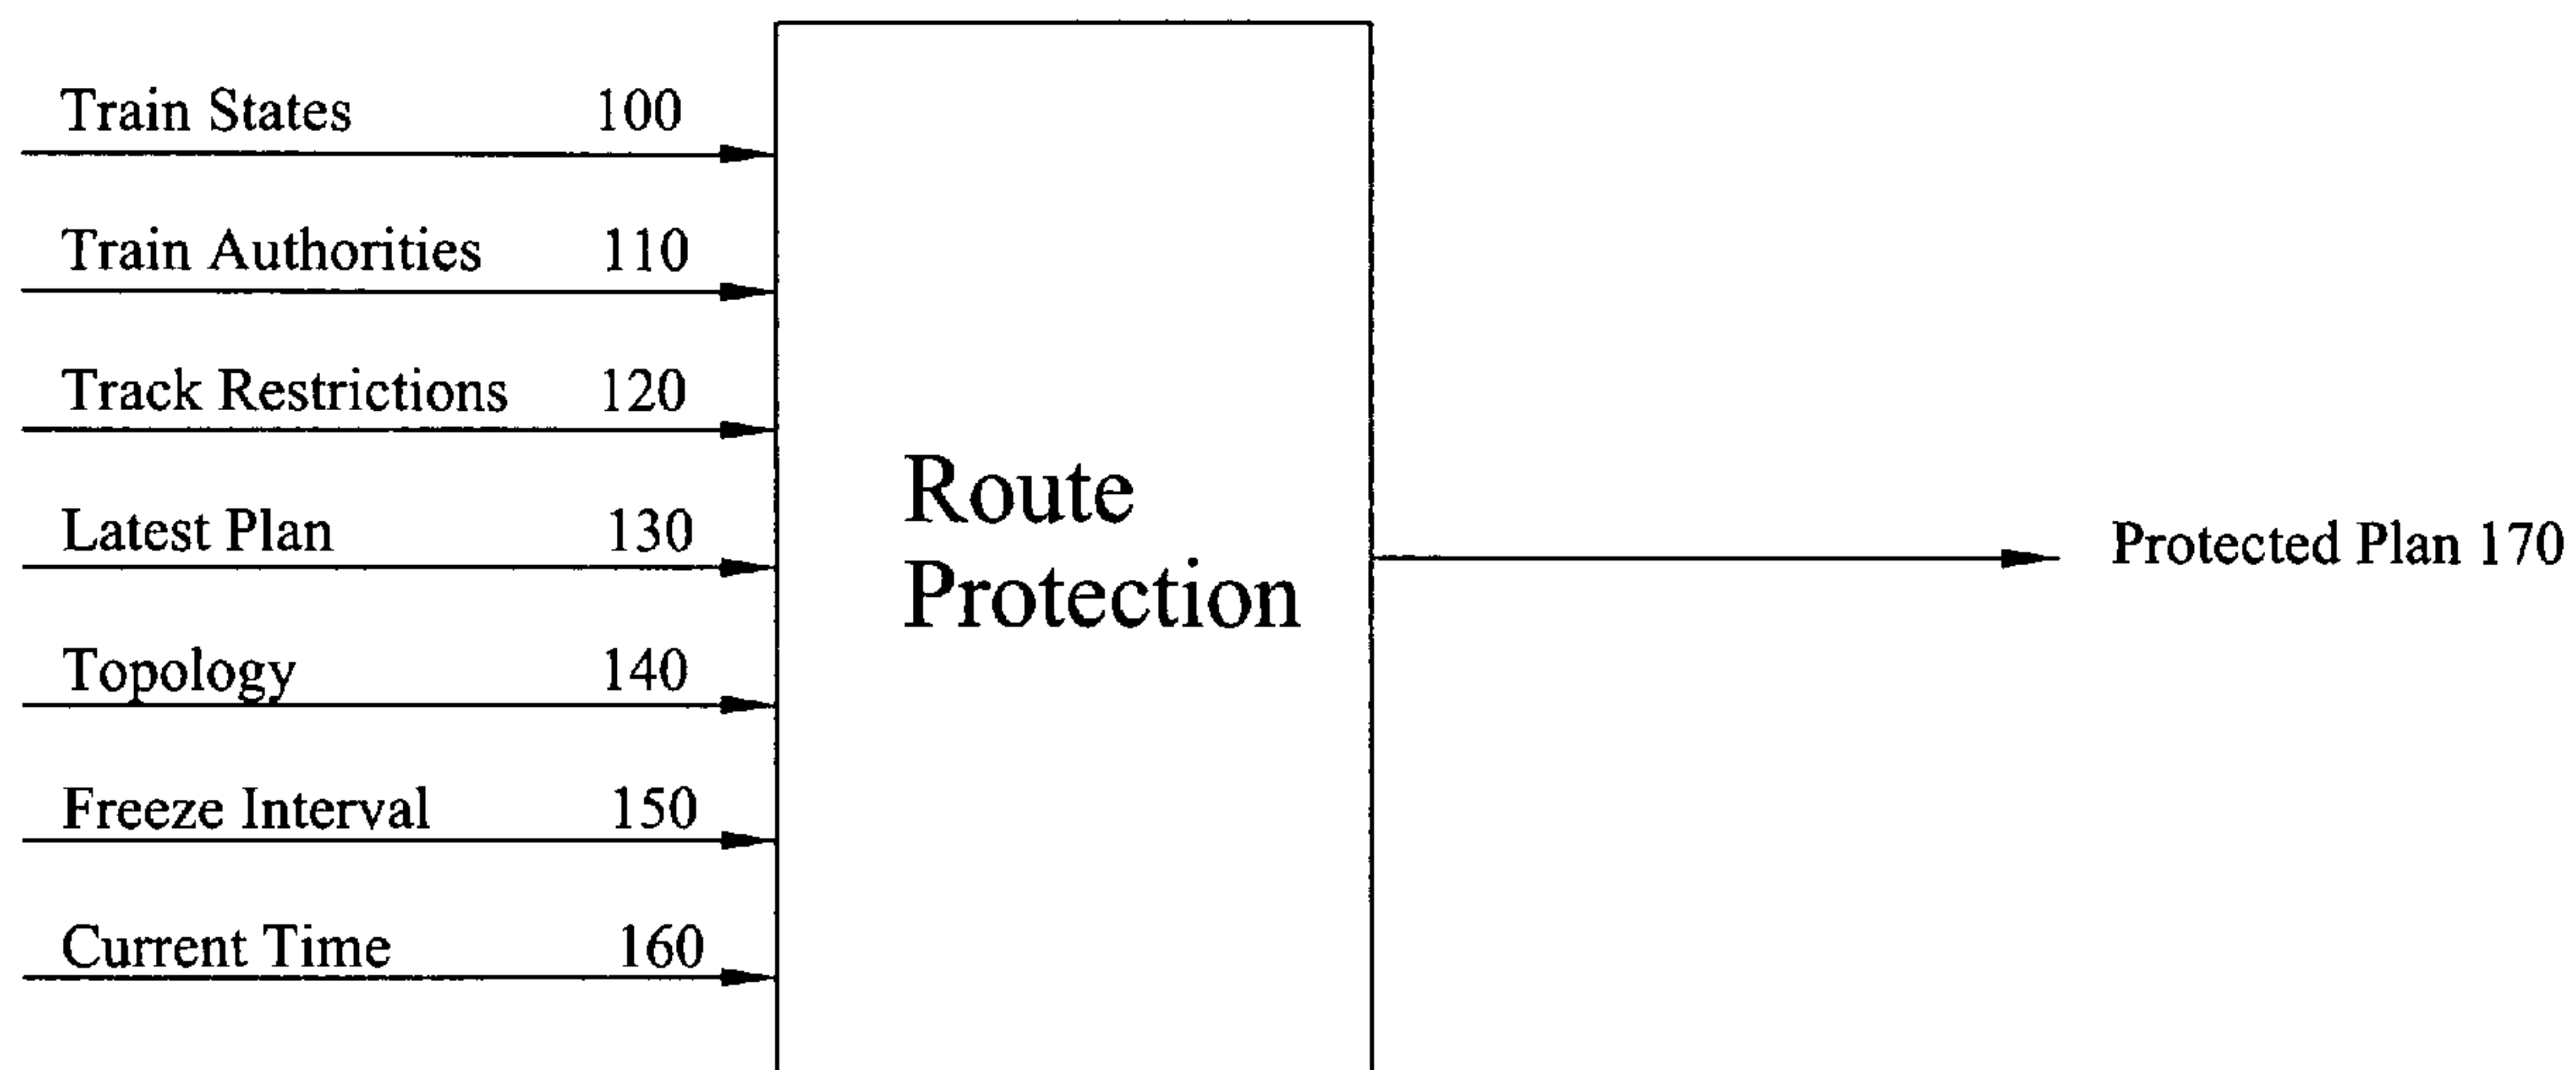 Train States 100
Train Authorities 110
Track Restrictions 120
Latest Plan 130
Topology 140
Freeze Interval 150
Current Time 160
Route
Protection
Protected Plan 170